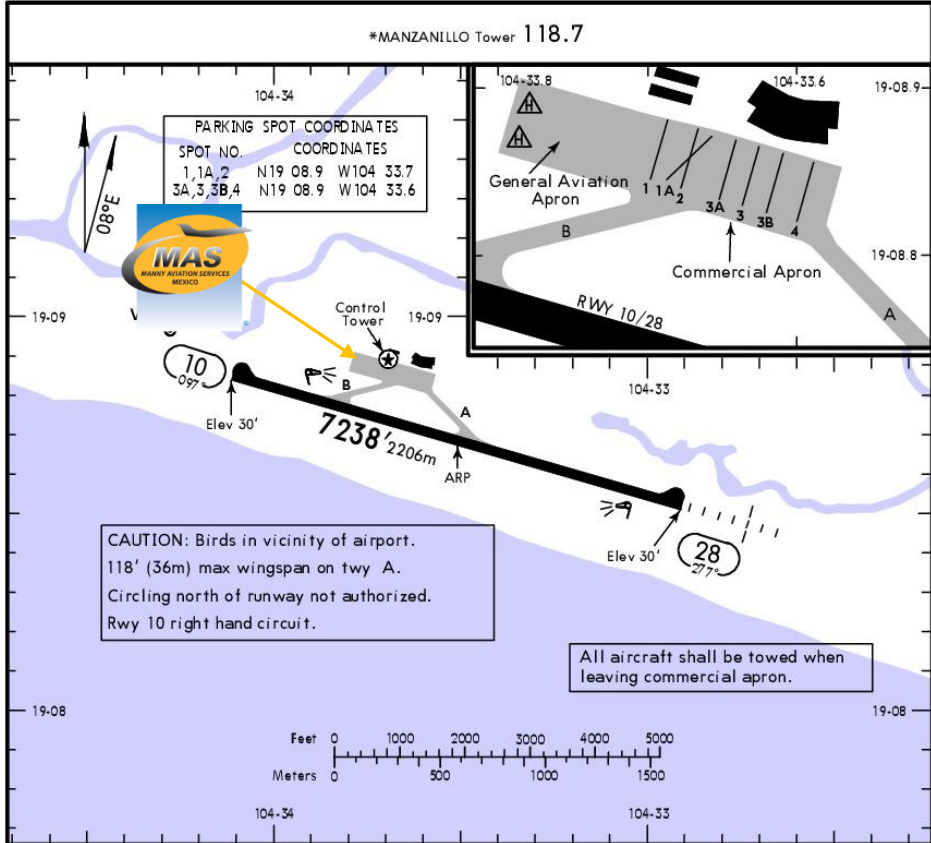 *MANZANILLO Tower 118.7
104-34
PARKING SPOT COORDINATES
SPOT NO. COORDINATES
1,1A,2 N19 08.9 W104 33.7
3A,3,3B,4 N19 08.9 W104 33.6
08°E
MAS
MANNY AVIATION SERVICES
MEXICO
104-33.8
104-33.6
19-08.9
General Aviation
Apron
1 1A 2 3A 3 3B 4
B
Commercial Apron
19-08.8
RWY 10/28
A
19-09
Control
Tower
19-09
10
097°
B
A
104-33
Elev 30'
7238' 2206m
ARP
Elev 30'
28
277°
CAUTION: Birds in vicinity of airport.
118' (36m) max wingspan on twy A.
Circling north of runway not authorized.
Rwy 10 right hand circuit.
All aircraft shall be towed when
leaving commercial apron.
19-08
19-08
Feet 0 1000 2000 3000 4000 5000
Meters 0 500 1000 1500
104-34
104-33
H
H